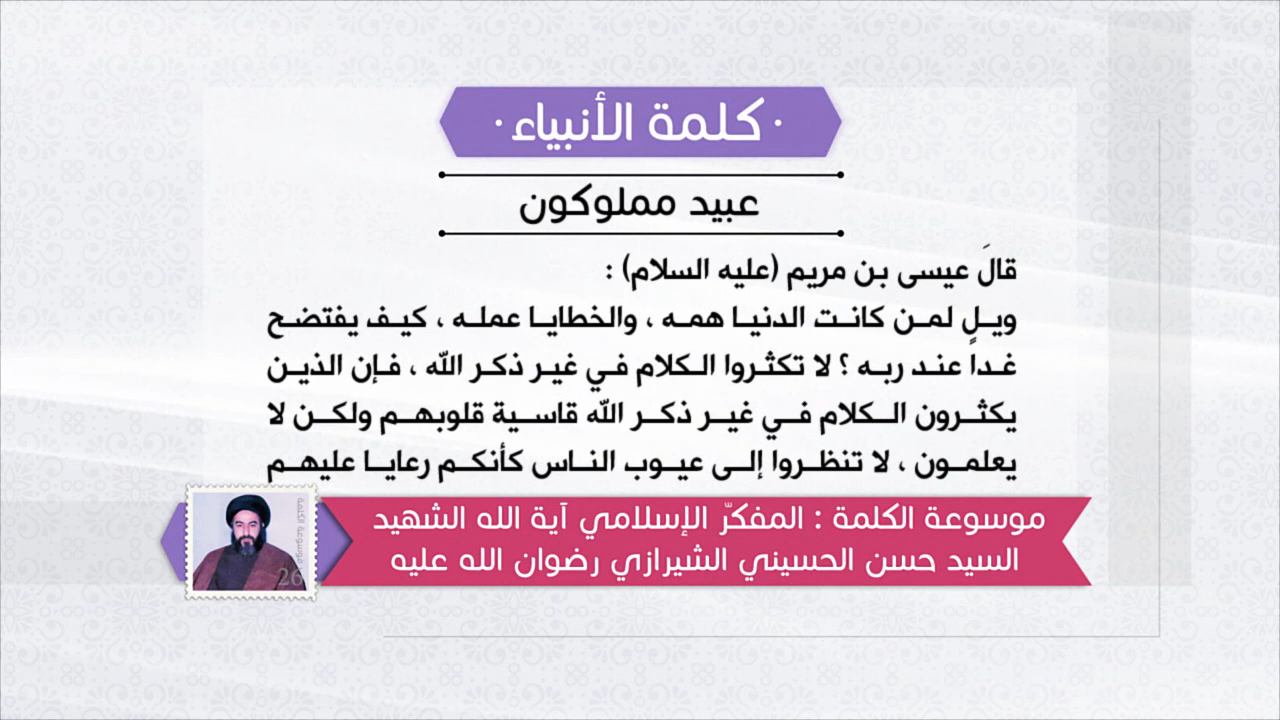 · كلمة الأنبياء ·
عبيد مملوكون
قالَ عيسى بن مريم (عليه السلام) :
ويلٍ لمن كانت الدنيا همه ، والخطايا عمله ، كيف يفتضح
غدا عند ربه ؟ لا تكثروا الكلام في غير ذكر الله ، فإن الذين
يكثرون الكلام في غير ذكر الله قاسية قلوبهم ولكن لا
يعلمون ، لا تنظروا إلى عيوب الناس كأنكم رعايا عليهم
موسوعة الكلمة : المفكرّ الإسلامي آية الله الشهيد
السيد حسن الحسيني الشيرازي رضوان الله عليه
موسوعة الكلمة
26